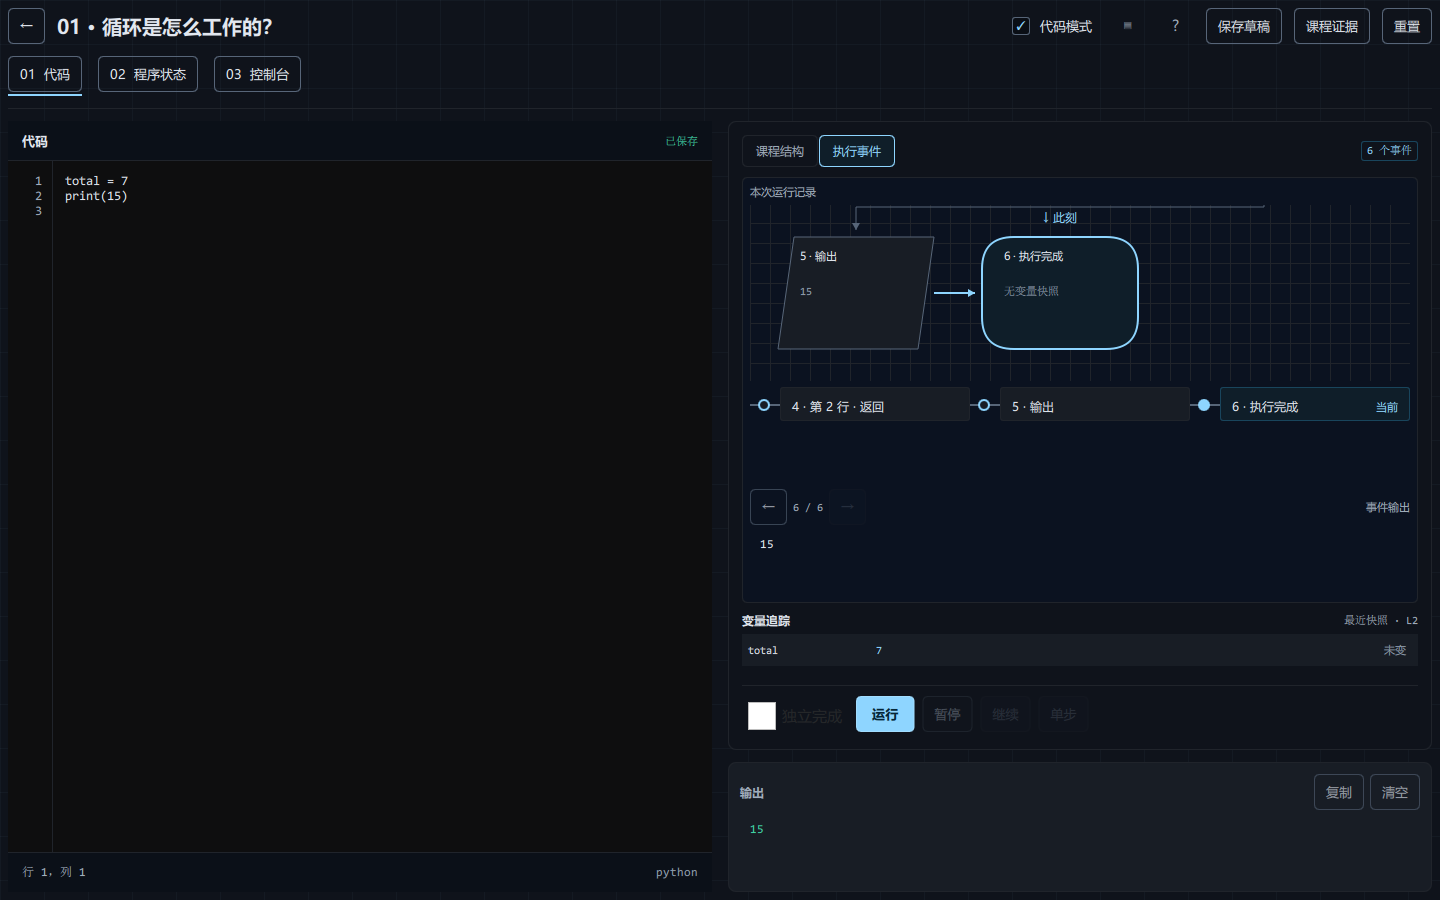 ← 01 • 循环是怎么工作的?
✓ 代码模式 ≡ ? 保存草稿 课程证据 重置
01 代码 02 程序状态 03 控制台
代码 已保存
1 total = 7
2 print(15)
3
行 1, 列 1 python
课程结构 执行事件 6 个事件
本次运行记录
↓ 此刻
5 · 输出
15
6 · 执行完成
无变量快照
4 · 第 2 行 · 返回 5 · 输出 6 · 执行完成 当前
← 6 / 6 → 事件输出
15
变量追踪 最近快照 · L2
total 7 未变
独立完成 运行 暂停 继续 单步
输出 复制 清空
15